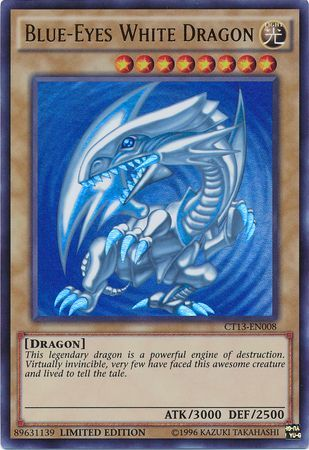 BLUE-EYES WHITE DRAGON
LIGHT
光
CT13-EN008
[DRAGON]
This legendary dragon is a powerful engine of destruction.
Virtually invincible, very few have faced this awesome creature
and lived to tell the tale.
ATK/3000 DEF/2500
89631139 LIMITED EDITION ©1996 KAZUKI TAKAHASHI